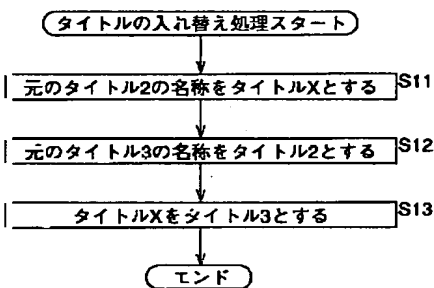 タイトルの入れ替え処理スタート
元のタイトル2の名称をタイトルXとする S11
元のタイトル3の名称をタイトル2とする S12
タイトルXをタイトル3とする S13
エンド